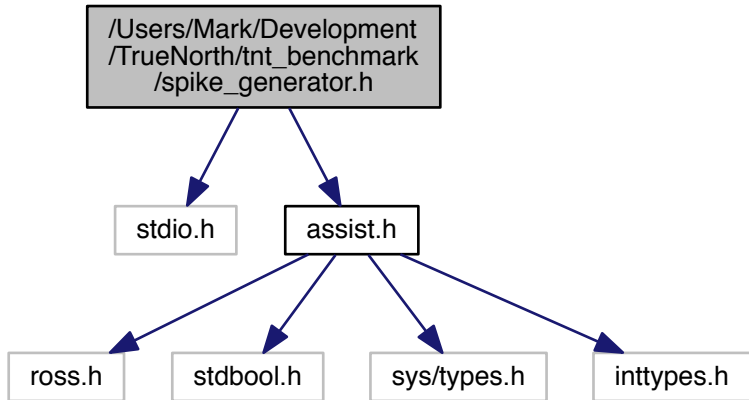 /Users/Mark/Development
/TrueNorth/tnt_benchmark
/spike_generator.h
stdio.h
assist.h
ross.h
stdbool.h
sys/types.h
inttypes.h